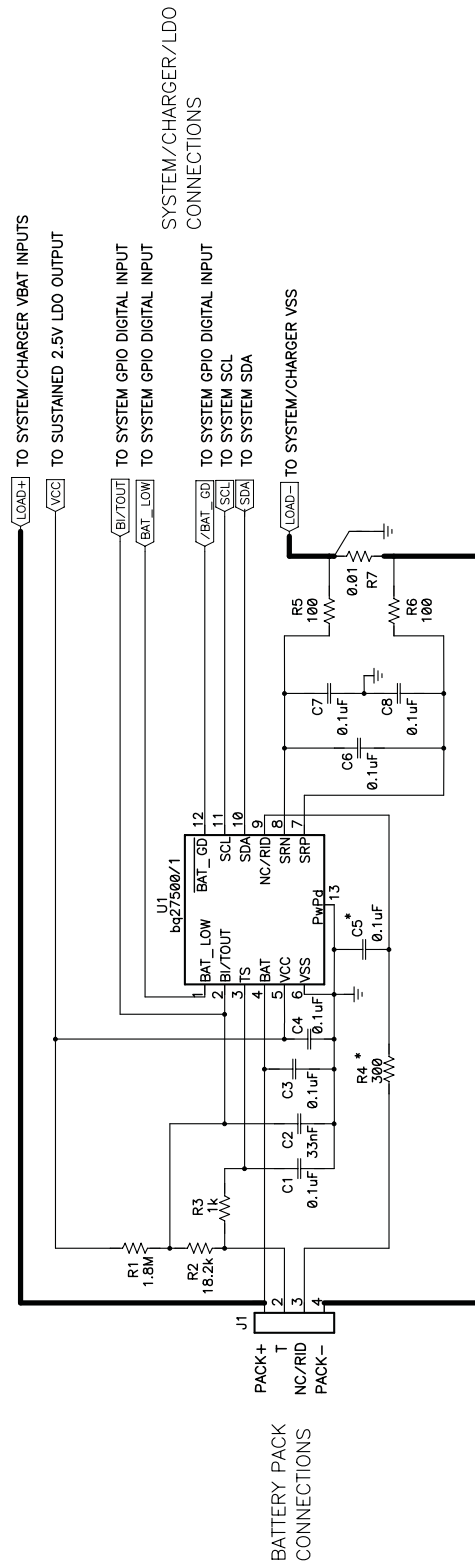 BATTERY PACK
CONNECTIONS
PACK+
T
NC/RID
PACK-
J1
2
3
4
R1
1.8M
R2
18.2k
R3
1k
C1
0.1uF
C2
33nF
C3
0.1uF
C4
0.1uF
R4 *
300
C5 *
0.1uF
U1
bq27500/1
1 BAT_LOW
2 BI/TOUT
3 TS
4 BAT
5 VCC
6 VSS
BAT_GD 12
SCL 11
SDA 10
NC/RID 9
SRN 8
SRP 7
PwPd 13
C6
0.1uF
C7
0.1uF
C8
0.1uF
R5
100
R6
100
0.01
R7
LOAD+ TO SYSTEM/CHARGER VBAT INPUTS
VCC TO SUSTAINED 2.5V LDO OUTPUT
BI/TOUT TO SYSTEM GPIO DIGITAL INPUT
BAT_LOW TO SYSTEM GPIO DIGITAL INPUT
/BAT_GD TO SYSTEM GPIO DIGITAL INPUT
SCL TO SYSTEM SCL
SDA TO SYSTEM SDA
LOAD- TO SYSTEM/CHARGER VSS
SYSTEM/CHARGER/LDO
CONNECTIONS